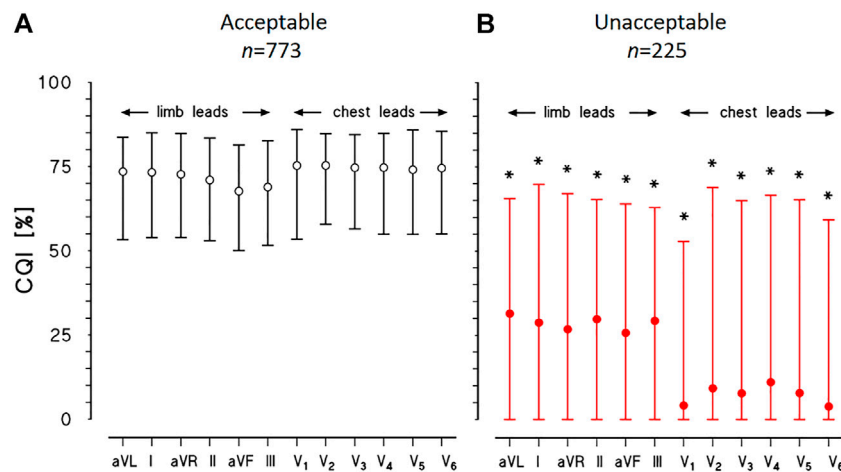 A
Acceptable
n=773
CQI [%]
100
75
50
25
0
limb leads
chest leads
aVL I aVR II aVF III V1 V2 V3 V4 V5 V6
B
Unacceptable
n=225
limb leads
chest leads
* * * * * * * * * * * *
aVL I aVR II aVF III V1 V2 V3 V4 V5 V6